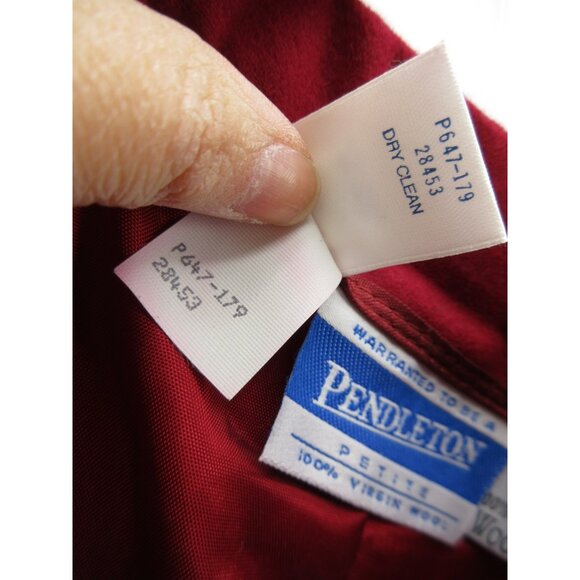 P647-179
28453
DRY CLEAN
P647-179
28453
WARRANTED TO BE A
PENDLETON
PETITE
100% VIRGIN WOOL